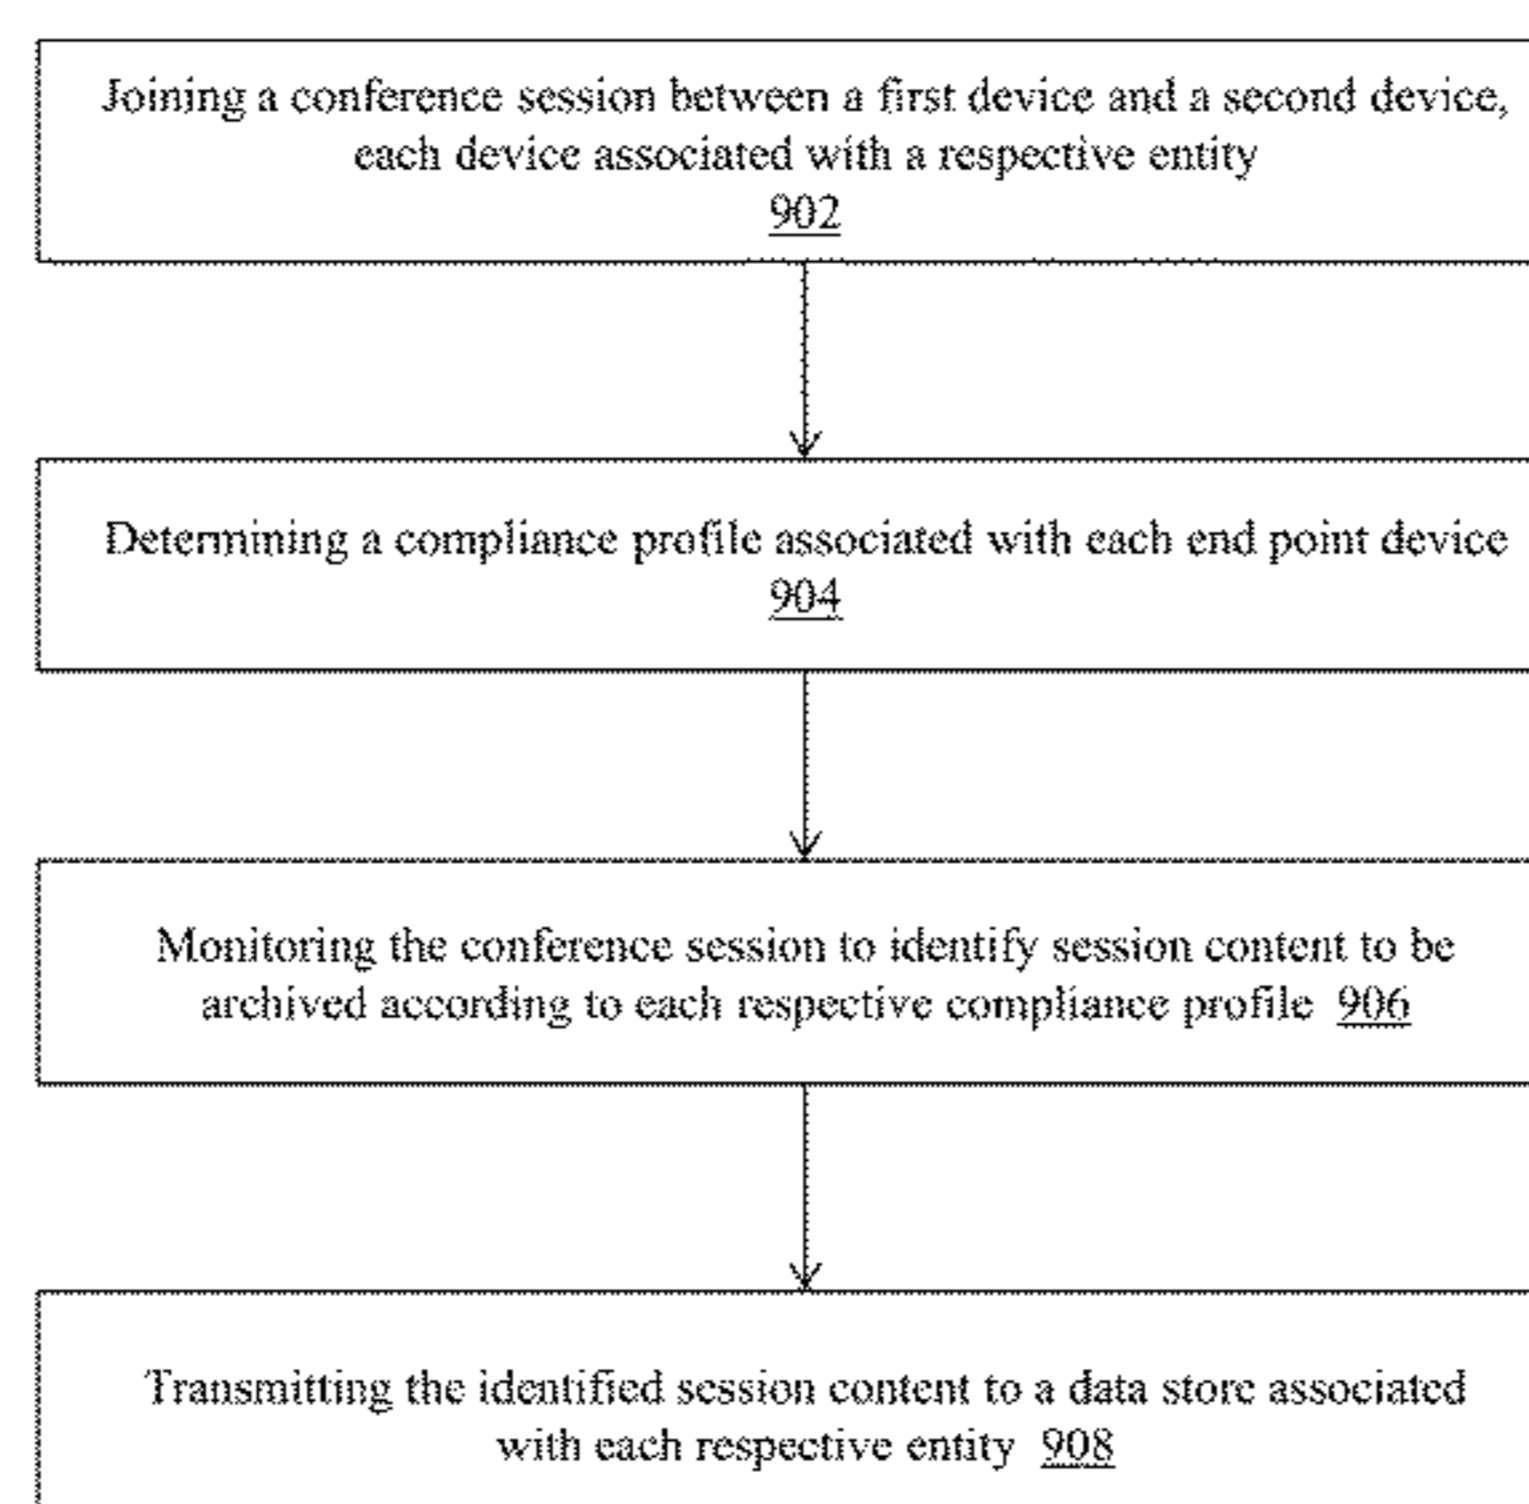 Joining a conference session between a first device and a second device,
each device associated with a respective entity
902
Determining a compliance profile associated with each end point device
904
Monitoring the conference session to identify session content to be
archived according to each respective compliance profile 906
Transmitting the identified session content to a data store associated
with each respective entity 908